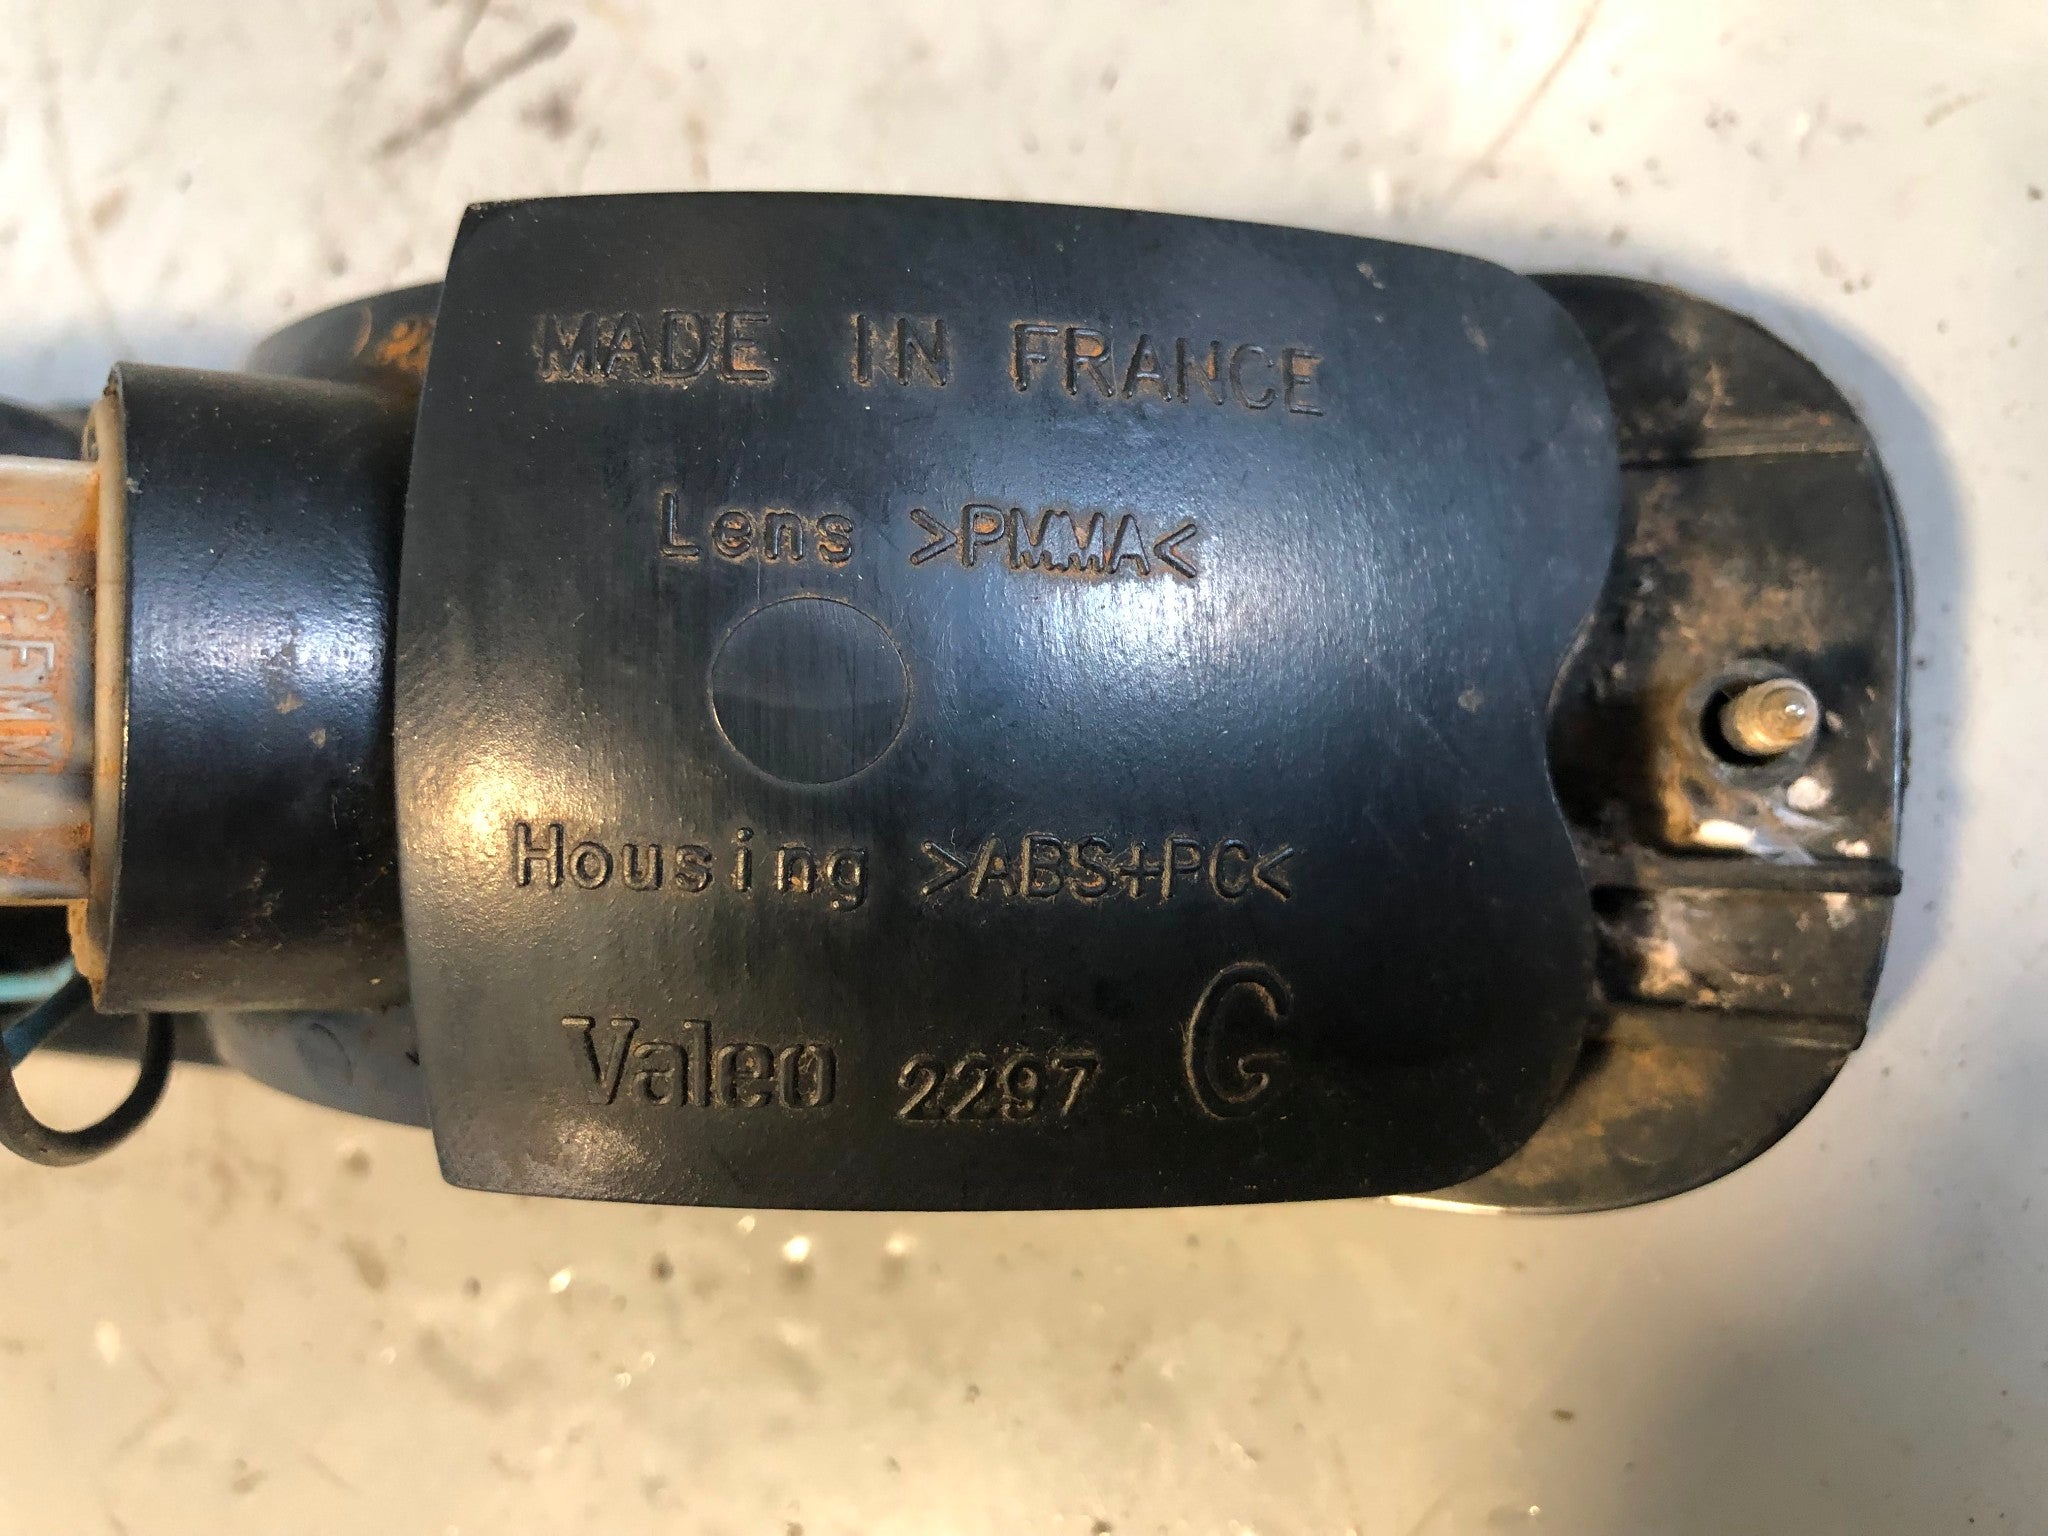 MADE IN FRANCE
Lens >PMMA<
Housing >ABS+PC<
Valeo 2297 G